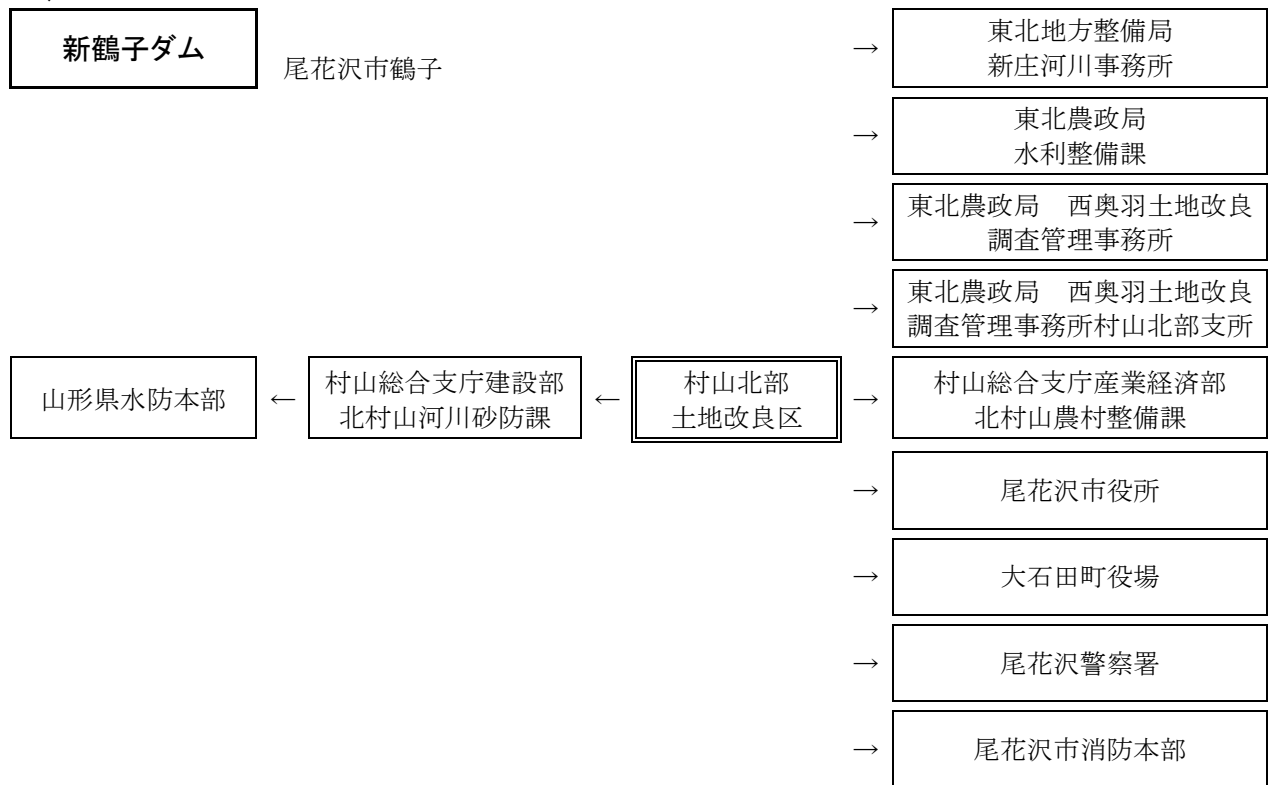 新鶴子ダム
尾花沢市鶴子
→
東北地方整備局
新庄河川事務所
→
東北農政局
水利整備課
→
東北農政局　西奥羽土地改良
調査管理事務所
→
東北農政局　西奥羽土地改良
調査管理事務所村山北部支所
山形県水防本部
←
村山総合支庁建設部
北村山河川砂防課
←
村山北部
土地改良区
→
村山総合支庁産業経済部
北村山農村整備課
→
尾花沢市役所
→
大石田町役場
→
尾花沢警察署
→
尾花沢市消防本部